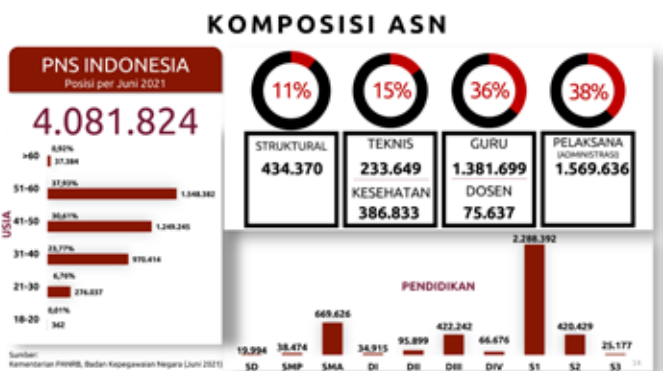 KOMPOSISI ASN
PNS INDONESIA
Posisi per Juni 2021
4.081.824
USIA
>60
0,92%
37.384
51-60
37,93%
1.548.382
41-50
30,61%
1.249.245
31-40
23,77%
970.414
21-30
6,76%
276.037
18-20
0,01%
362
11%
STRUKTURAL
434.370
15%
TEKNIS
233.649
KESEHATAN
386.833
36%
GURU
1.381.699
DOSEN
75.637
38%
PELAKSANA
(ADMINISTRASI)
1.569.636
PENDIDIKAN
19.994
38.474
669.626
34,915
95.899
422.242
66.676
2.288.392
420.429
25.177
SD SMP SMA DI DII DIII DIV S1 S2 S3
Sumber:
Kementerian PANRB, Badan Kepegawaian Negara (Juni 2021)